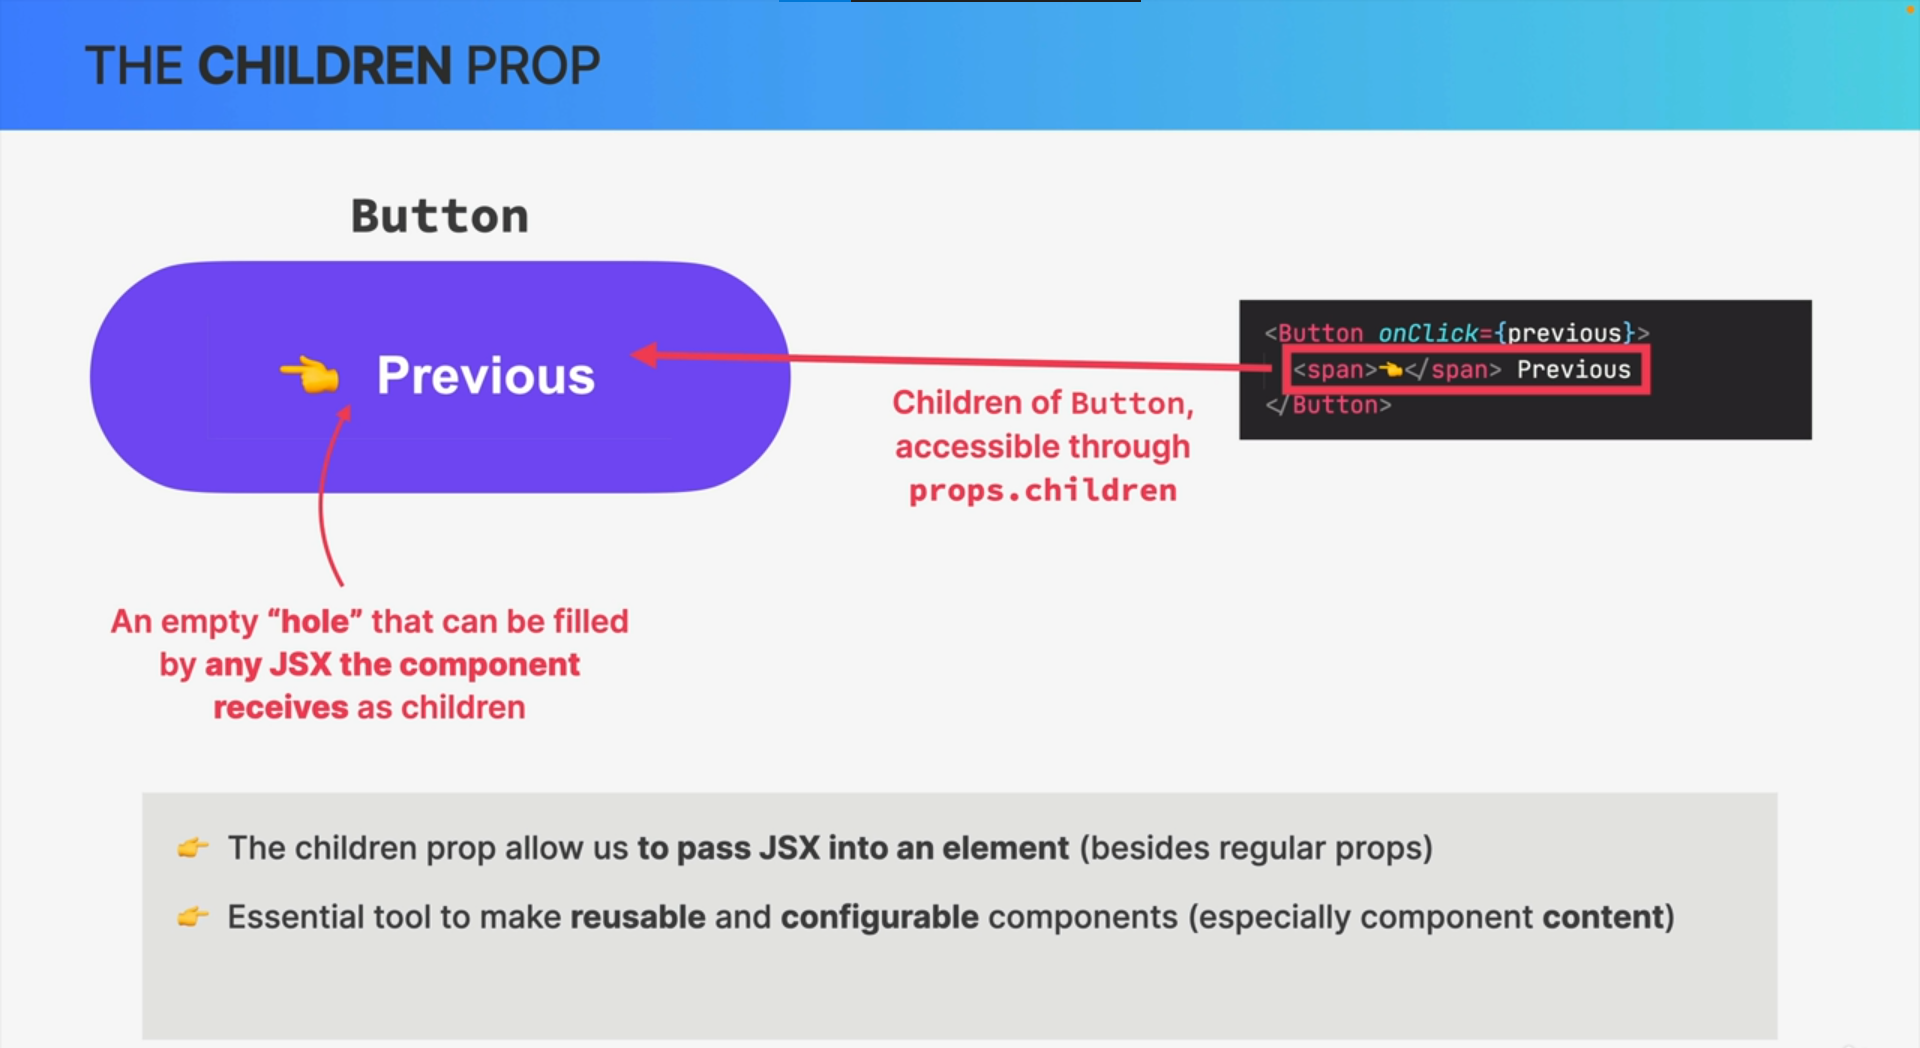 THE CHILDREN PROP
Button
👈 Previous
<Button onClick={previous}>
<span>👈</span> Previous
</Button>
Children of Button,
accessible through
props.children
An empty “hole” that can be filled
by any JSX the component
receives as children
👉 The children prop allow us to pass JSX into an element (besides regular props)
👉 Essential tool to make reusable and configurable components (especially component content)